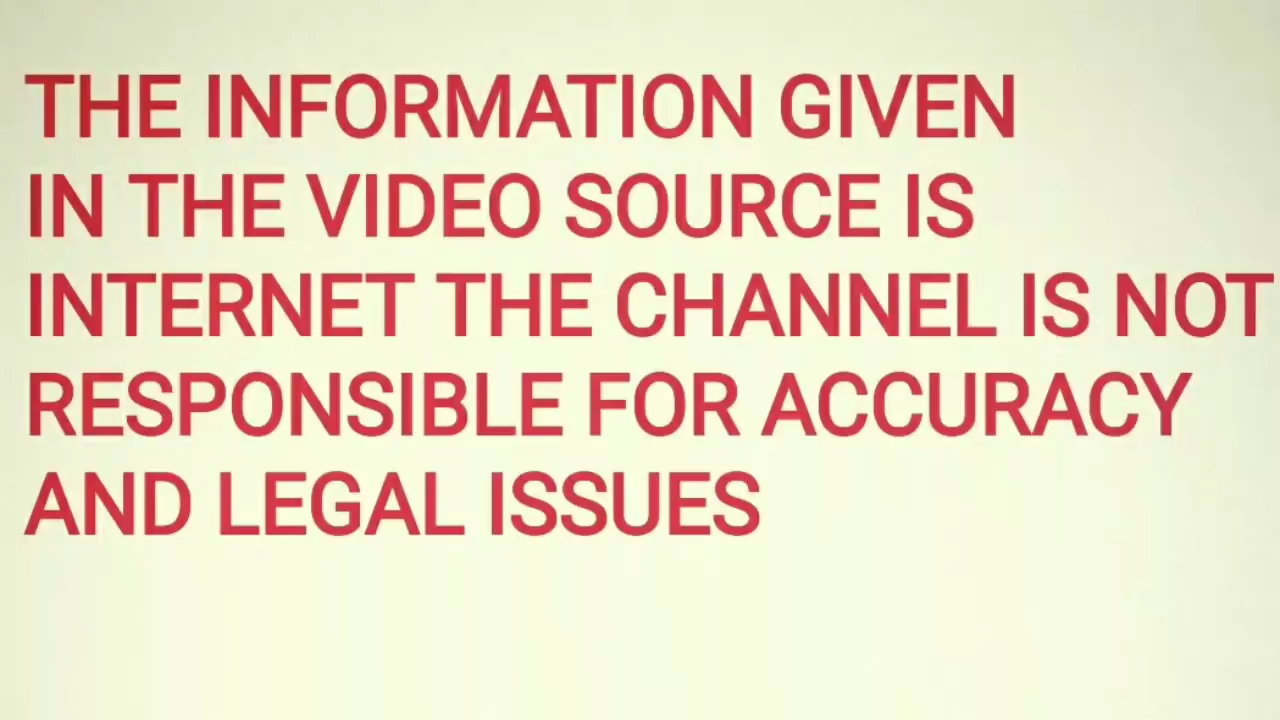 THE INFORMATION GIVEN
IN THE VIDEO SOURCE IS
INTERNET THE CHANNEL IS NOT
RESPONSIBLE FOR ACCURACY
AND LEGAL ISSUES